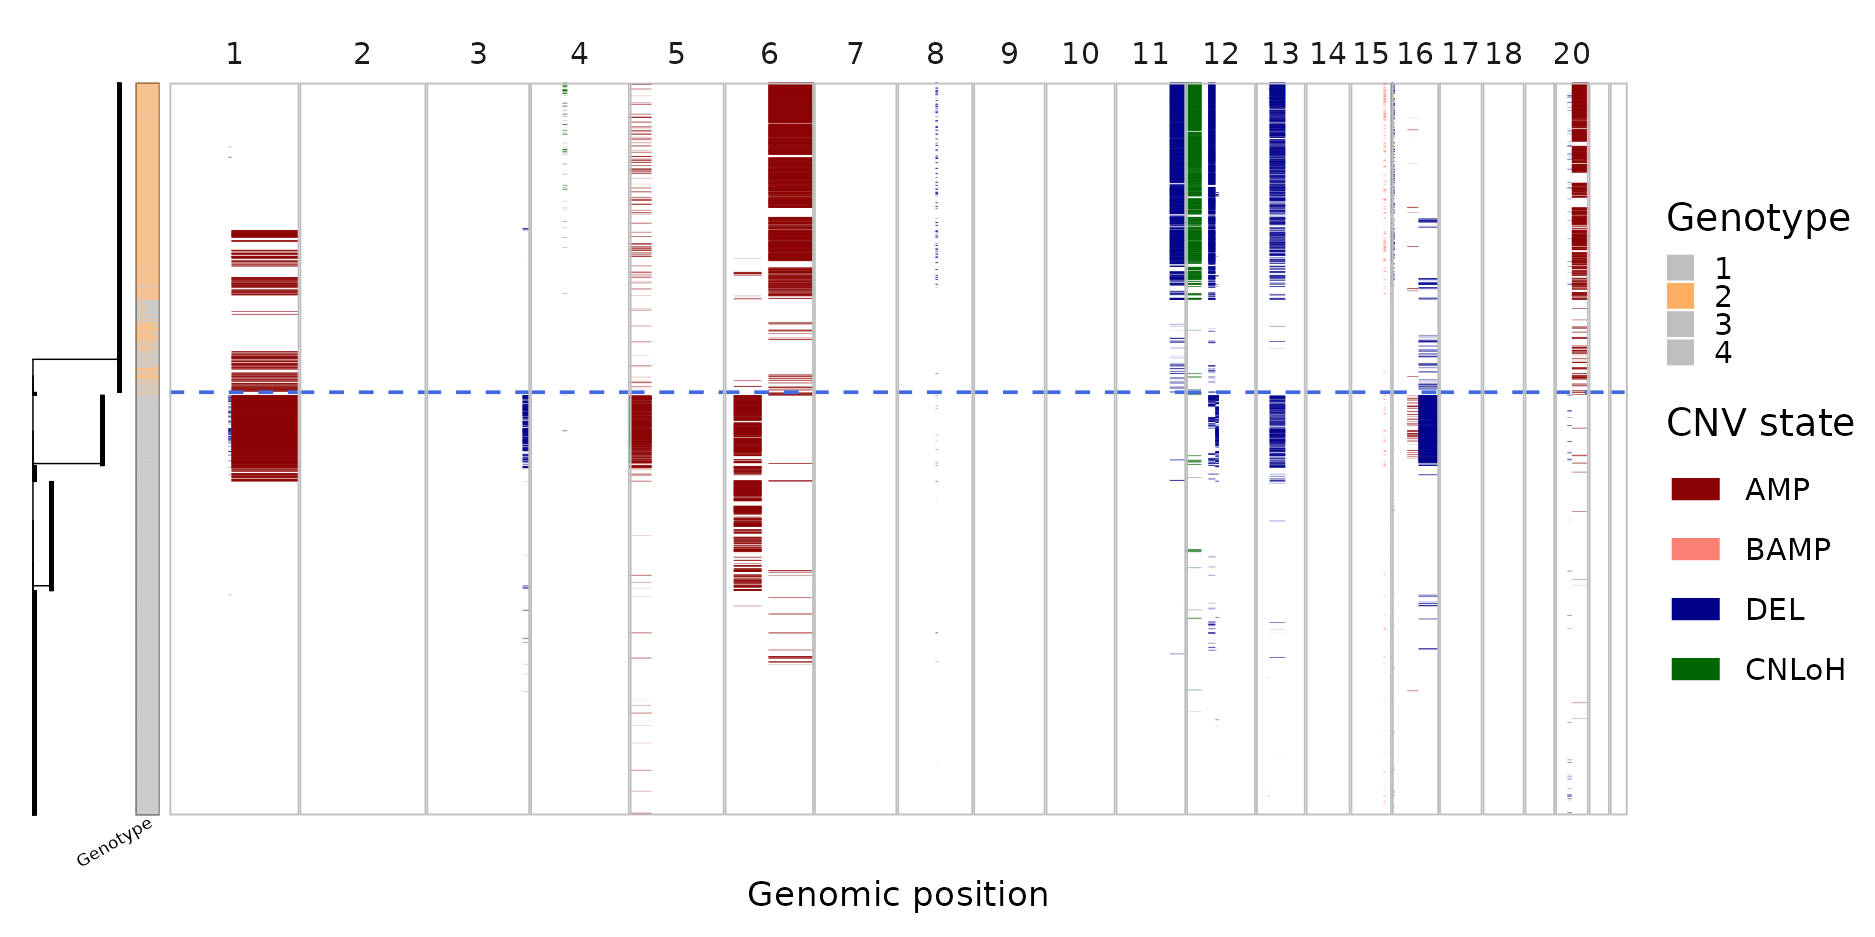 1 2 3 4 5 6 7 8 9 10 11 12 13 14 15 16 17 18 20
Genotype
1
2
3
4
CNV state
AMP
BAMP
DEL
CNLoH
Genotype
Genomic position